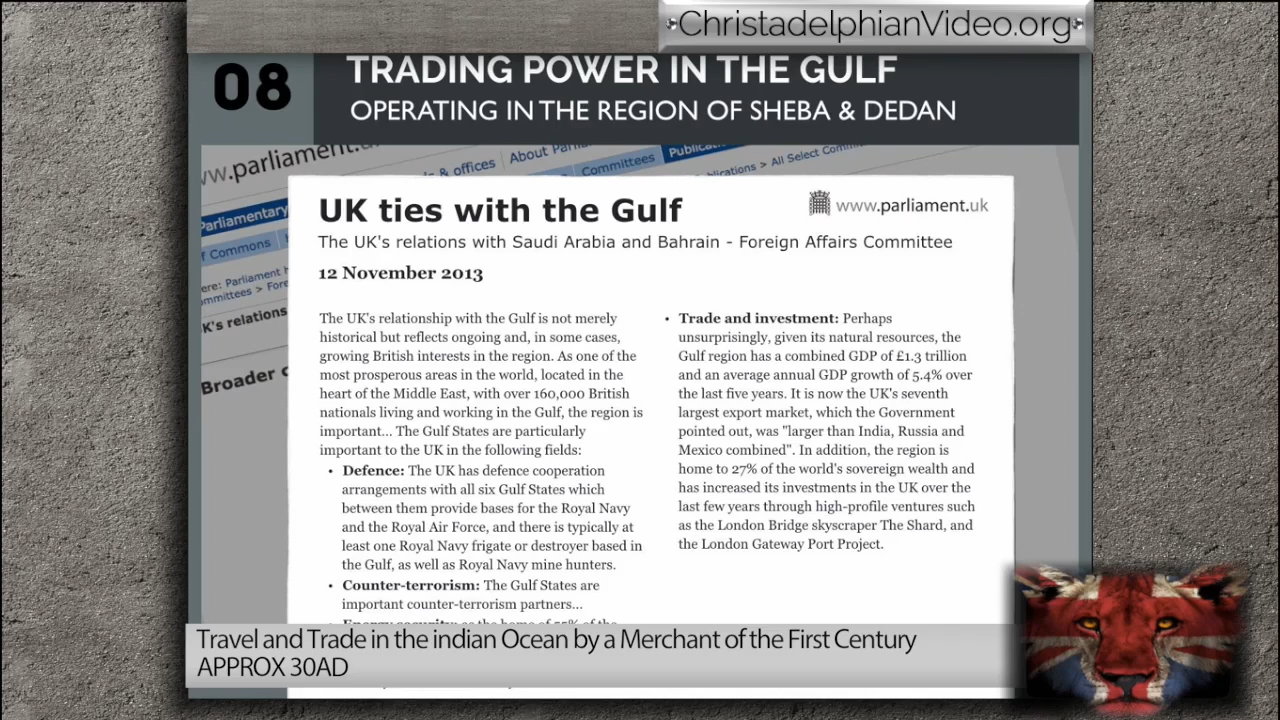 ChristadelphianVideo.org
08
TRADING POWER IN THE GULF
OPERATING IN THE REGION OF SHEBA & DEDAN
www.parliament.
& offices
About Parl
Committees
Publica
Parliamentary
f Commons
ere: Parliament h
ommittees > Fore
K's relations
Broader c
blications > All Select Comm
UK ties with the Gulf
www.parliament.uk
The UK's relations with Saudi Arabia and Bahrain - Foreign Affairs Committee
12 November 2013
The UK's relationship with the Gulf is not merely
historical but reflects ongoing and, in some cases,
growing British interests in the region. As one of the
most prosperous areas in the world, located in the
heart of the Middle East, with over 160,000 British
nationals living and working in the Gulf, the region is
important... The Gulf States are particularly
important to the UK in the following fields:
• Defence: The UK has defence cooperation
arrangements with all six Gulf States which
between them provide bases for the Royal Navy
and the Royal Air Force, and there is typically at
least one Royal Navy frigate or destroyer based in
the Gulf, as well as Royal Navy mine hunters.
• Counter-terrorism: The Gulf States are
important counter-terrorism partners...
• Trade and investment: Perhaps
unsurprisingly, given its natural resources, the
Gulf region has a combined GDP of £1.3 trillion
and an average annual GDP growth of 5.4% over
the last five years. It is now the UK's seventh
largest export market, which the Government
pointed out, was "larger than India, Russia and
Mexico combined". In addition, the region is
home to 27% of the world's sovereign wealth and
has increased its investments in the UK over the
last few years through high-profile ventures such
as the London Bridge skyscraper The Shard, and
the London Gateway Port Project.
Travel and Trade in the indian Ocean by a Merchant of the First Century
APPROX 30AD